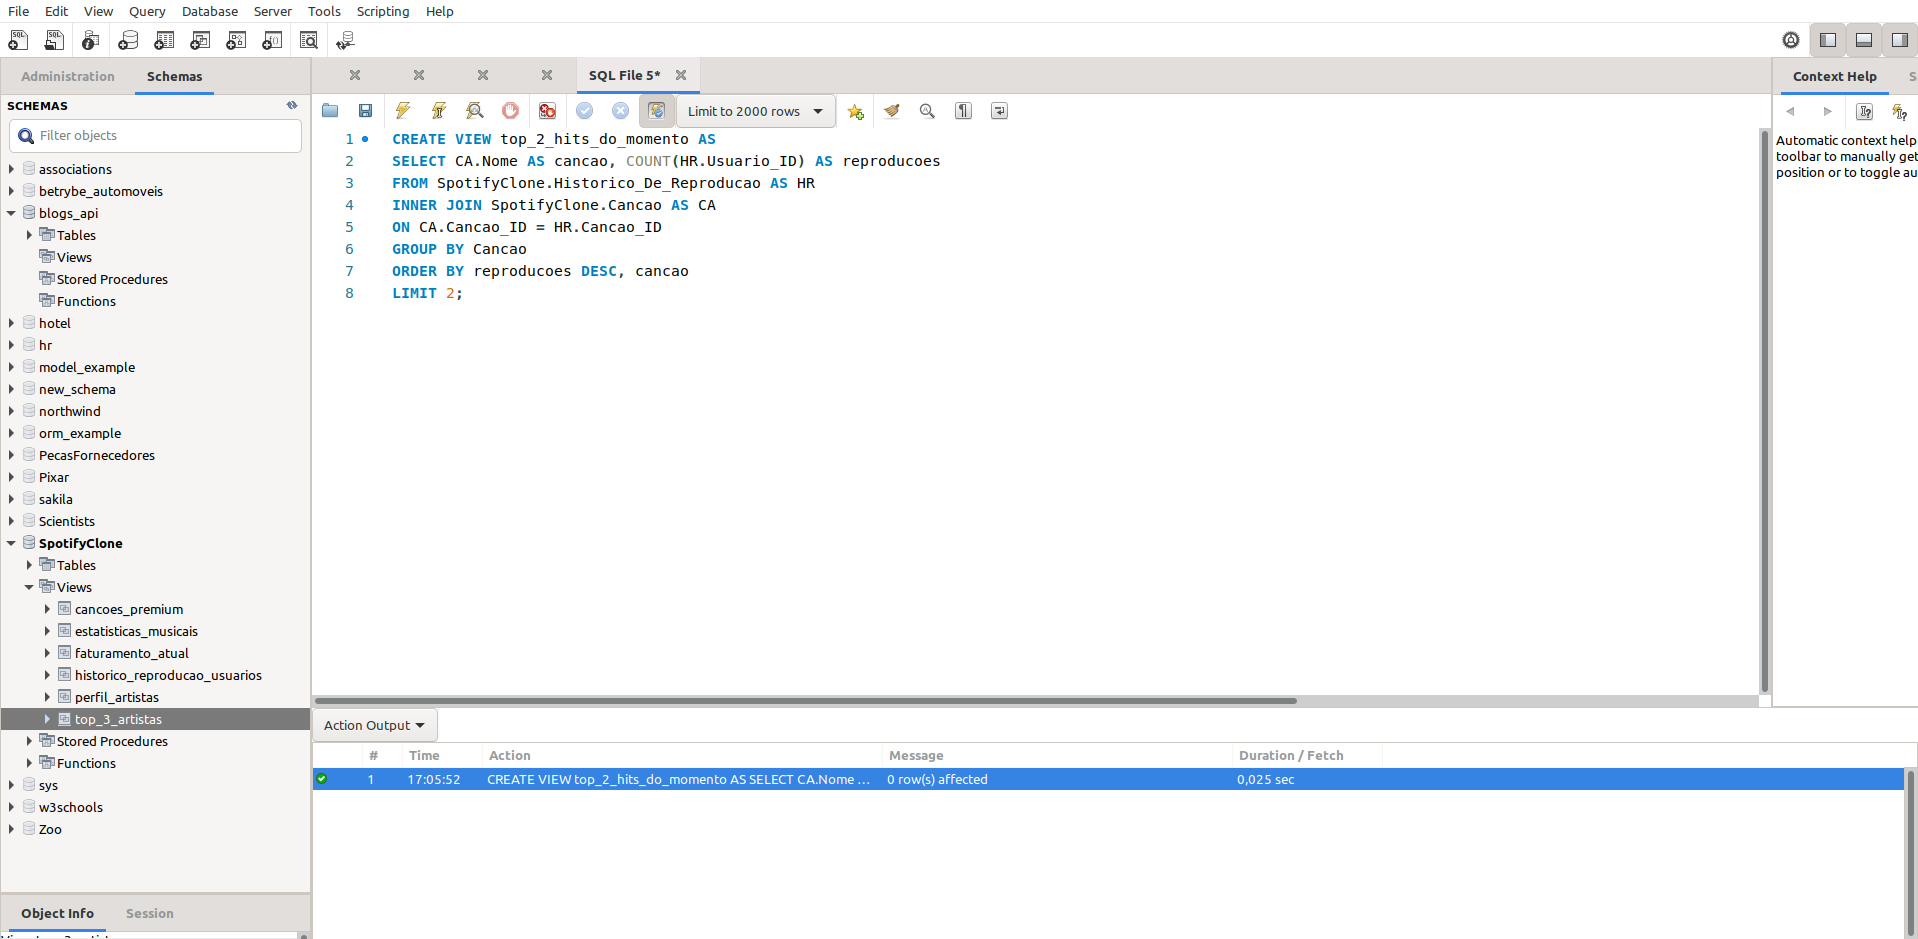 File Edit View Query Database Server Tools Scripting Help
Administration Schemas
SQL File 5*
Context Help
SCHEMAS
Filter objects
Limit to 2000 rows
associations
betrybe_automoveis
blogs_api
Tables
Views
Stored Procedures
Functions
hotel
hr
model_example
new_schema
northwind
orm_example
PecasFornecedores
Pixar
sakila
Scientists
SpotifyClone
Tables
Views
cancoes_premium
estatisticas_musicais
faturamento_atual
historico_reproducao_usuarios
perfil_artistas
top_3_artistas
Stored Procedures
Functions
sys
w3schools
Zoo
Object Info Session
1 CREATE VIEW top_2_hits_do_momento AS
2 SELECT CA.Nome AS cancao, COUNT(HR.Usuario_ID) AS reproducoes
3 FROM SpotifyClone.Historico_De_Reproducao AS HR
4 INNER JOIN SpotifyClone.Cancao AS CA
5 ON CA.Cancao_ID = HR.Cancao_ID
6 GROUP BY Cancao
7 ORDER BY reproducoes DESC, cancao
8 LIMIT 2;
Automatic context help
toolbar to manually get
position or to toggle au
Action Output
# Time Action Message Duration / Fetch
1 17:05:52 CREATE VIEW top_2_hits_do_momento AS SELECT CA.Nome ... 0 row(s) affected 0,025 sec